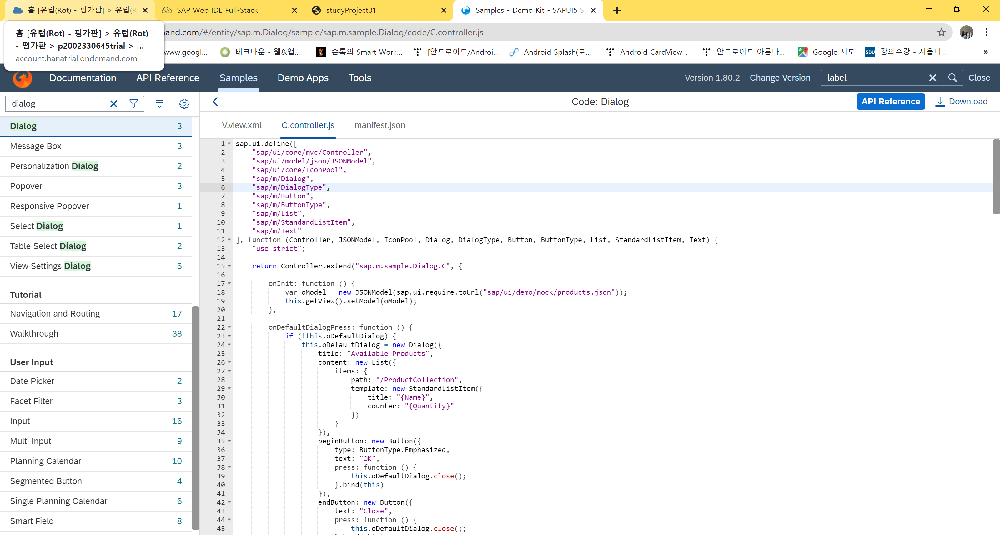 홈 [유럽(Rot) - 평가판] > 유럽(R
SAP Web IDE Full-Stack
studyProject01
Samples - Demo Kit - SAPUI5 S
홈 [유럽(Rot) - 평가판] > 유럽(Rot)
- 평가판 > p2002330645trial > ...
account.hanatrial.ondemand.com
and.com/#/entity/sap.m.Dialog/sample/sap.m.sample.Dialog/code/C.controller.js
www.googl...
테크타운 - 웹&앱...
순록의 Smart Worl:...
[안드로이드/Androi...
Android Splash(로...
Android CardView...
안드로이드 아름다...
Google 지도
SDU
강의수강 - 서울디...
»
Documentation
API Reference
Samples
Demo Apps
Tools
Version 1.80.2
Change Version
label
Close
dialog
Code: Dialog
API Reference
Download
Dialog 3
Message Box 3
Personalization Dialog 2
Popover 3
Responsive Popover 1
Select Dialog 1
Table Select Dialog 2
View Settings Dialog 5
Tutorial
Navigation and Routing 17
Walkthrough 38
User Input
Date Picker 2
Facet Filter 3
Input 16
Multi Input 9
Planning Calendar 10
Segmented Button 4
Single Planning Calendar 6
Smart Field 8
V.view.xml
C.controller.js
manifest.json
1 sap.ui.define([
2 "sap/ui/core/mvc/Controller",
3 "sap/ui/model/json/JSONModel",
4 "sap/ui/core/IconPool",
5 "sap/m/Dialog",
6 "sap/m/DialogType",
7 "sap/m/Button",
8 "sap/m/ButtonType",
9 "sap/m/List",
10 "sap/m/StandardListItem",
11 "sap/m/Text"
12 ], function (Controller, JSONModel, IconPool, Dialog, DialogType, Button, ButtonType, List, StandardListItem, Text) {
13 "use strict";
14
15 return Controller.extend("sap.m.sample.Dialog.C", {
16
17 onInit: function () {
18 var oModel = new JSONModel(sap.ui.require.toUrl("sap/ui/demo/mock/products.json"));
19 this.getView().setModel(oModel);
20 },
21
22 onDefaultDialogPress: function () {
23 if (!this.oDefaultDialog) {
24 this.oDefaultDialog = new Dialog({
25 title: "Available Products",
26 content: new List({
27 items: {
28 path: "/ProductCollection",
29 template: new StandardListItem({
30 title: "{Name}",
31 counter: "{Quantity}"
32 })
33 }
34 }),
35 beginButton: new Button({
36 type: ButtonType.Emphasized,
37 text: "OK",
38 press: function () {
39 this.oDefaultDialog.close();
40 }.bind(this)
41 }),
42 endButton: new Button({
43 text: "Close",
44 press: function () {
45 this.oDefaultDialog.close();